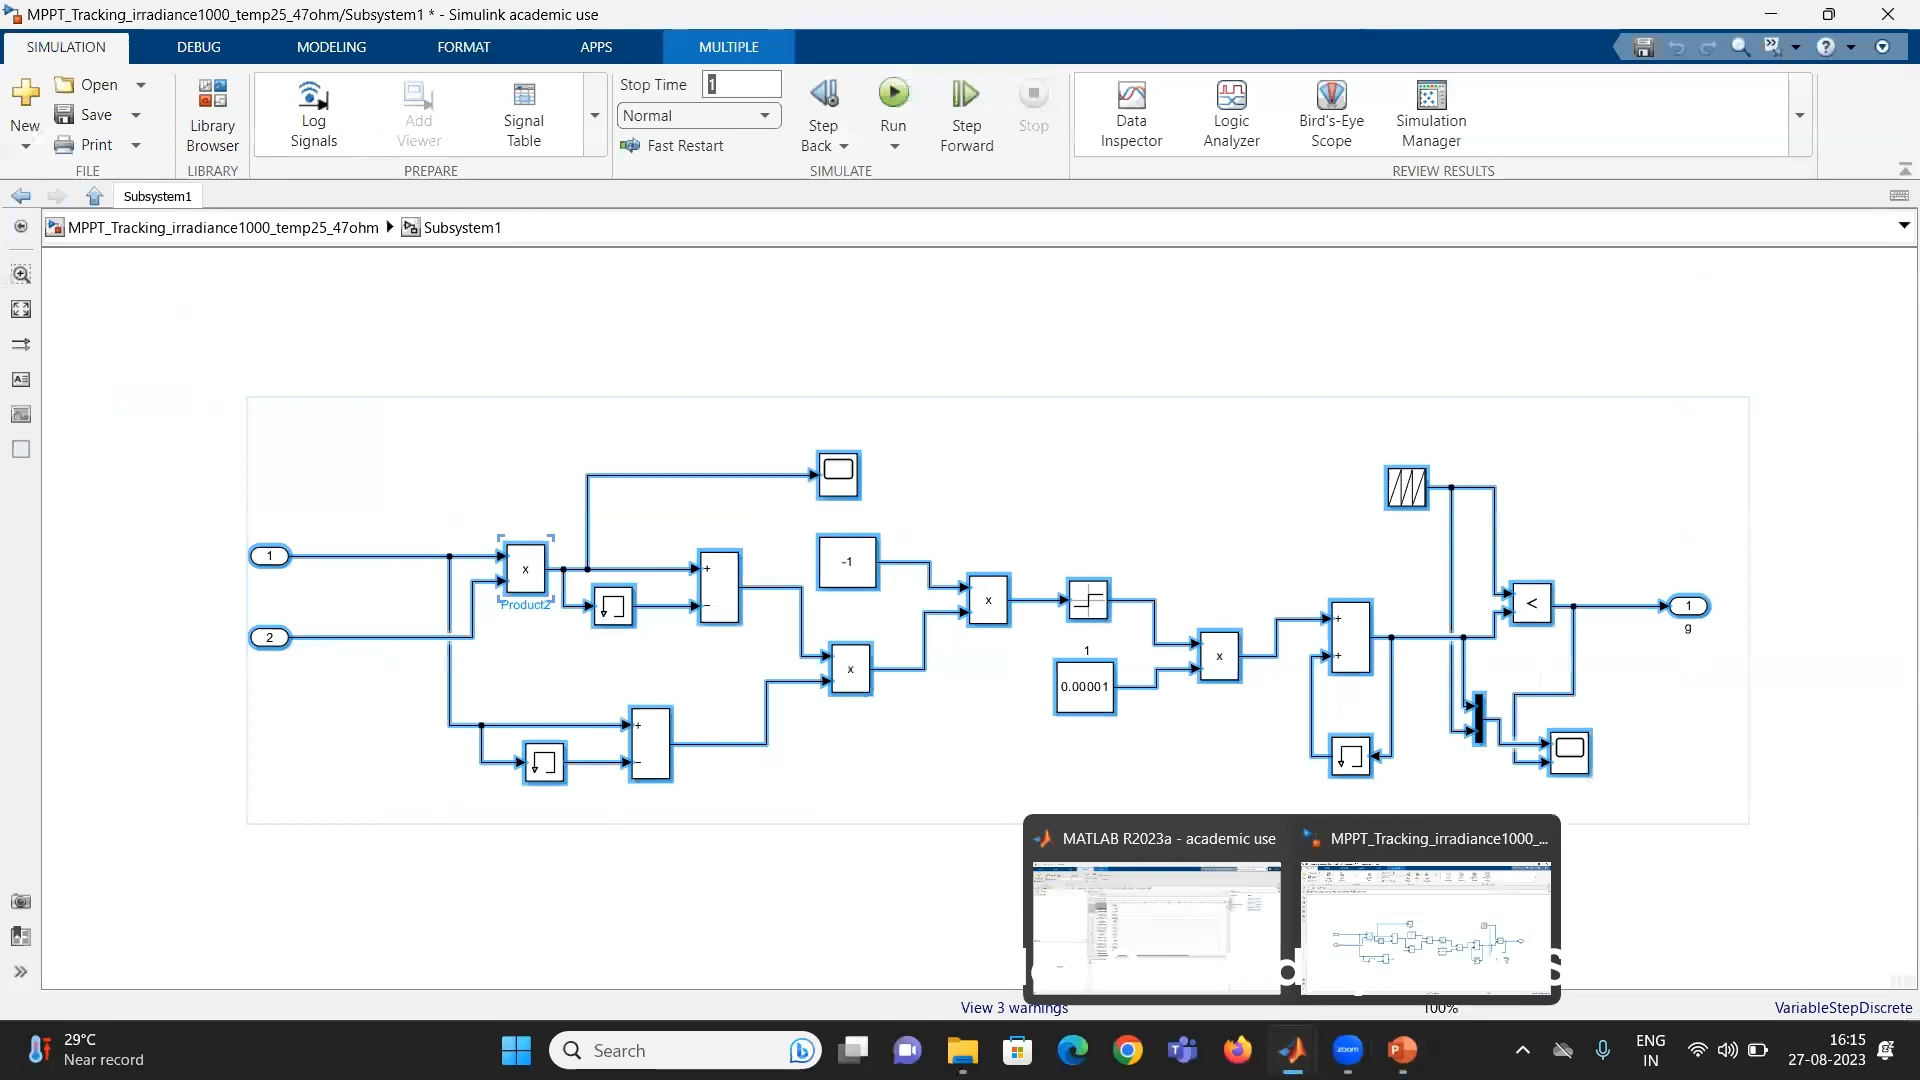 MPPT_Tracking_irradiance1000_temp25_47ohm/Subsystem1 * - Simulink academic use
SIMULATION DEBUG MODELING FORMAT APPS MULTIPLE
New
Open
Save
Print
FILE
Library
Browser
LIBRARY
Log
Signals
Add
Viewer
Signal
Table
PREPARE
Stop Time 1
Normal
Fast Restart
Step
Back
Run
Step
Forward
Stop
SIMULATE
Data
Inspector
Logic
Analyzer
Bird's-Eye
Scope
Simulation
Manager
REVIEW RESULTS
Subsystem1
MPPT_Tracking_irradiance1000_temp25_47ohm Subsystem1
1
2
x
Product2
+
-
+
-
-1
x
x
1
0.00001
x
+
+
<
1
g
MATLAB R2023a - academic use
MPPT_Tracking_irradiance1000_...
View 3 warnings
100%
VariableStepDiscrete
29°C
Near record
Search
zoom
ENG
IN
16:15
27-08-2023